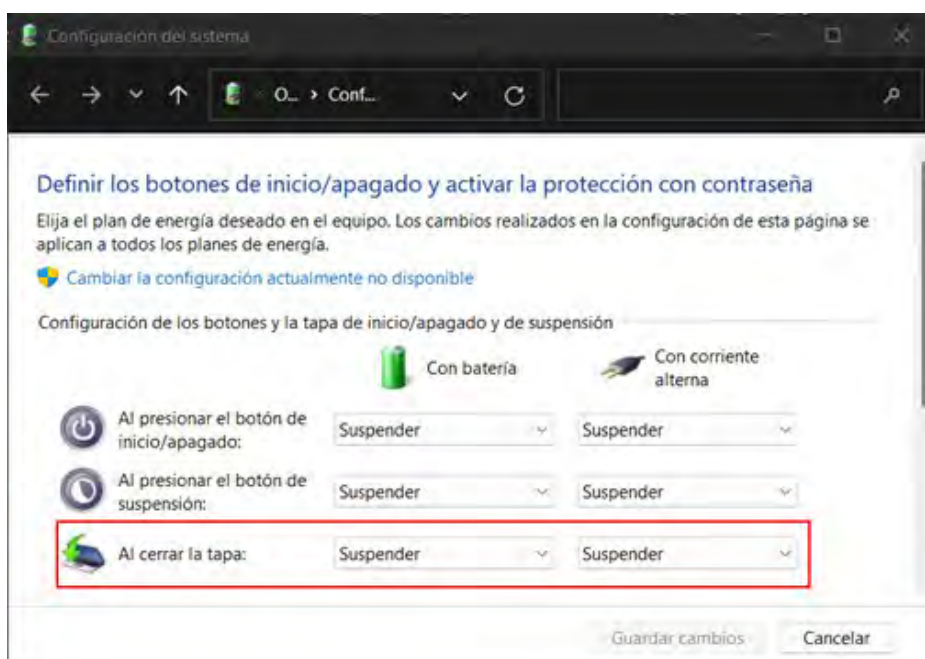 Configuración del sistema
O... > Conf...
Definir los botones de inicio/apagado y activar la protección con contraseña
Elija el plan de energía deseado en el equipo. Los cambios realizados en la configuración de esta página se
aplican a todos los planes de energía.
Cambiar la configuración actualmente no disponible
Configuración de los botones y la tapa de inicio/apagado y de suspensión
Con batería
Con corriente
alterna
Al presionar el botón de
inicio/apagado:
Suspender
Suspender
Al presionar el botón de
suspensión:
Suspender
Suspender
Al cerrar la tapa:
Suspender
Suspender
Guardar cambios
Cancelar